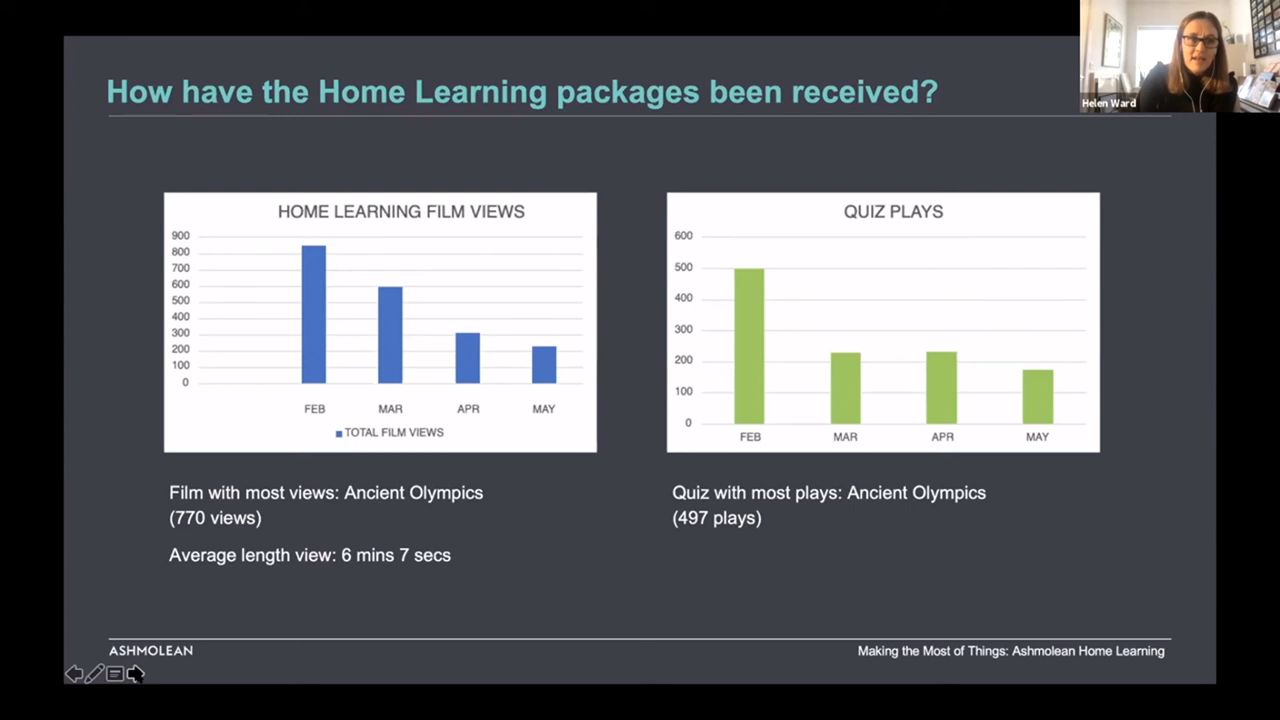 How have the Home Learning packages been received?
Helen Ward
HOME LEARNING FILM VIEWS
900
800
700
600
500
400
300
200
100
0
FEB MAR APR MAY
TOTAL FILM VIEWS
QUIZ PLAYS
600
500
400
300
200
100
0
FEB MAR APR MAY
Film with most views: Ancient Olympics
(770 views)
Average length view: 6 mins 7 secs
Quiz with most plays: Ancient Olympics
(497 plays)
ASHMOLEAN
Making the Most of Things: Ashmolean Home Learning